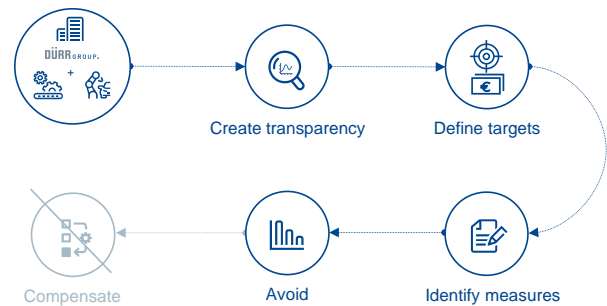 DÜRR GROUP.
+
€
Create transparency
Define targets
Compensate
Avoid
Identify measures